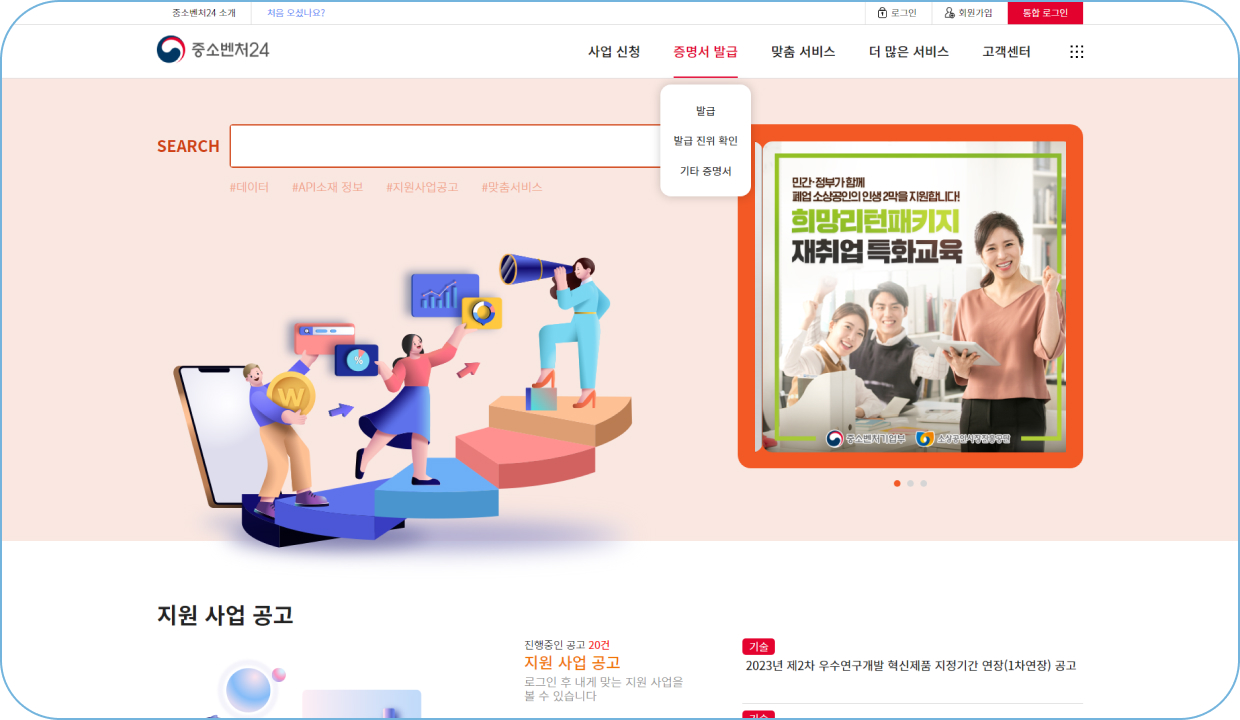 중소벤처24 소개
처음 오셨나요?
로그인
회원가입
통합 로그인
중소벤처24
사업 신청
증명서 발급
맞춤 서비스
더 많은 서비스
고객센터
발급
발급 진위 확인
기타 증명서
SEARCH
#데이터 #API소재 정보 #지원사업공고 #맞춤서비스
민간·정부가 함께
폐업 소상공인의 인생 2막을 지원합니다!
희망리턴패키지
재취업 특화교육
중소벤처기업부
소상공인시장진흥공단
%
W
지원 사업 공고
진행중인 공고 20건
지원 사업 공고
로그인 후 내게 맞는 지원 사업을
볼 수 있습니다
기술
2023년 제2차 우수연구개발 혁신제품 지정기간 연장(1차연장) 공고
기술